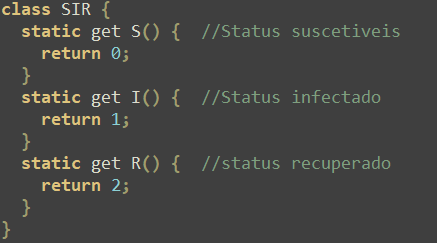 class SIR {
  static get S() {  //Status suscetiveis
    return 0;
  }
  static get I() {  //Status infectado
    return 1;
  }
  static get R() {  //status recuperado
    return 2;
  }
}